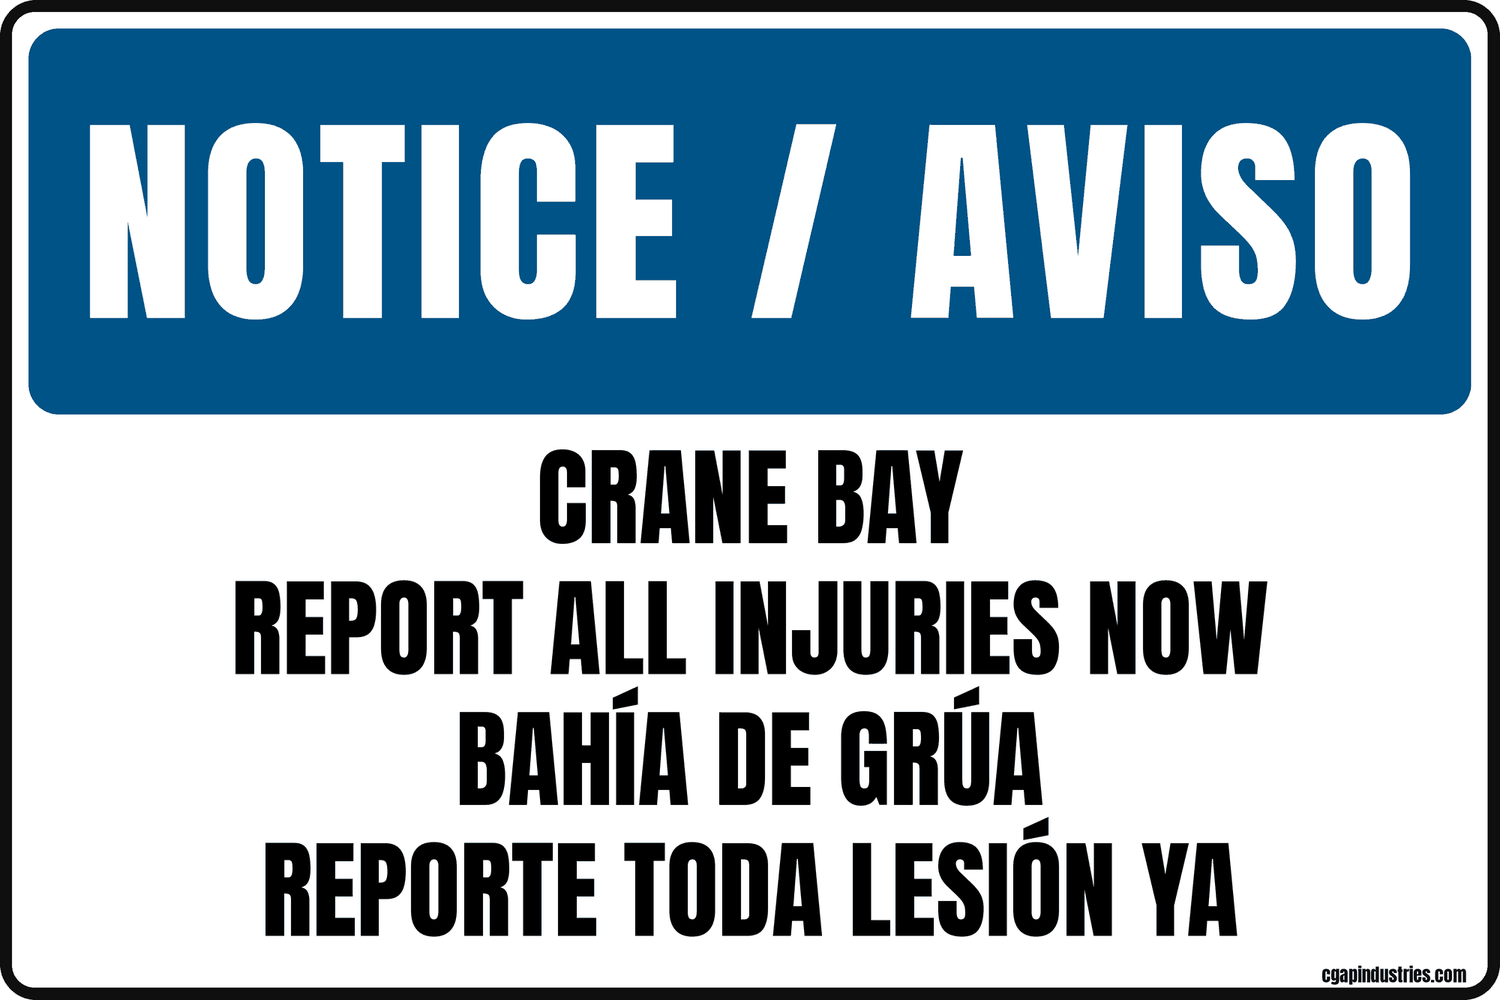 NOTICE / AVISO
CRANE BAY
REPORT ALL INJURIES NOW
BAHÍA DE GRÚA
REPORTE TODA LESIÓN YA
cgapindustries.com